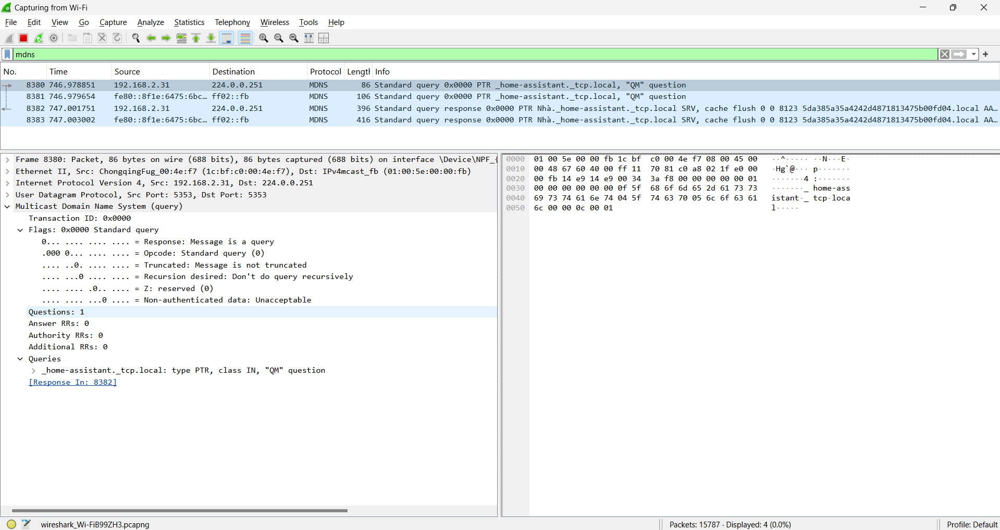 Capturing from Wi-Fi
File Edit View Go Capture Analyze Statistics Telephony Wireless Tools Help
mdns
No. Time Source Destination Protocol Lengtl Info
8380 746.978851 192.168.2.31 224.0.0.251 MDNS 86 Standard query 0x0000 PTR _home-assistant._tcp.local, "QM" question
8381 746.979654 fe80::8f1e:6475:6bc… ff02::fb MDNS 106 Standard query 0x0000 PTR _home-assistant._tcp.local, "QM" question
8382 747.001751 192.168.2.31 224.0.0.251 MDNS 396 Standard query response 0x0000 PTR Nhà._home-assistant._tcp.local SRV, cache flush 0 0 8123 5da385a35a4242d4871813475b00fd04.local AA…
8383 747.003002 fe80::8f1e:6475:6bc… ff02::fb MDNS 416 Standard query response 0x0000 PTR Nhà._home-assistant._tcp.local SRV, cache flush 0 0 8123 5da385a35a4242d4871813475b00fd04.local AA…
Frame 8380: Packet, 86 bytes on wire (688 bits), 86 bytes captured (688 bits) on interface \Device\NPF_{
Ethernet II, Src: ChongqingFug_00:4e:f7 (1c:bf:c0:00:4e:f7), Dst: IPv4mcast_fb (01:00:5e:00:00:fb)
Internet Protocol Version 4, Src: 192.168.2.31, Dst: 224.0.0.251
User Datagram Protocol, Src Port: 5353, Dst Port: 5353
Multicast Domain Name System (query)
Transaction ID: 0x0000
Flags: 0x0000 Standard query
0... .... .... .... = Response: Message is a query
.000 0... .... .... = Opcode: Standard query (0)
.... ..0. .... .... = Truncated: Message is not truncated
.... ...0 .... .... = Recursion desired: Don't do query recursively
.... .... .0.. .... = Z: reserved (0)
.... .... ...0 .... = Non-authenticated data: Unacceptable
Questions: 1
Answer RRs: 0
Authority RRs: 0
Additional RRs: 0
Queries
_home-assistant._tcp.local: type PTR, class IN, "QM" question
[Response In: 8382]
0000 01 00 5e 00 00 fb 1c bf c0 00 4e f7 08 00 45 00 ··^····· ··N···E·
0010 00 48 67 60 40 00 ff 11 70 81 c0 a8 02 1f e0 00 ·Hg`@··· p·······
0020 00 fb 14 e9 14 e9 00 34 3a f8 00 00 00 00 00 01 ·······4 :·······
0030 00 00 00 00 00 00 0f 5f 68 6f 6d 65 2d 61 73 73 ·······_ home-ass
0040 69 73 74 61 6e 74 04 5f 74 63 70 05 6c 6f 63 61 istant·_ tcp·loca
0050 6c 00 00 0c 00 01 l·····
wireshark_Wi-FiB99ZH3.pcapng Packets: 15787 · Displayed: 4 (0.0%) Profile: Default